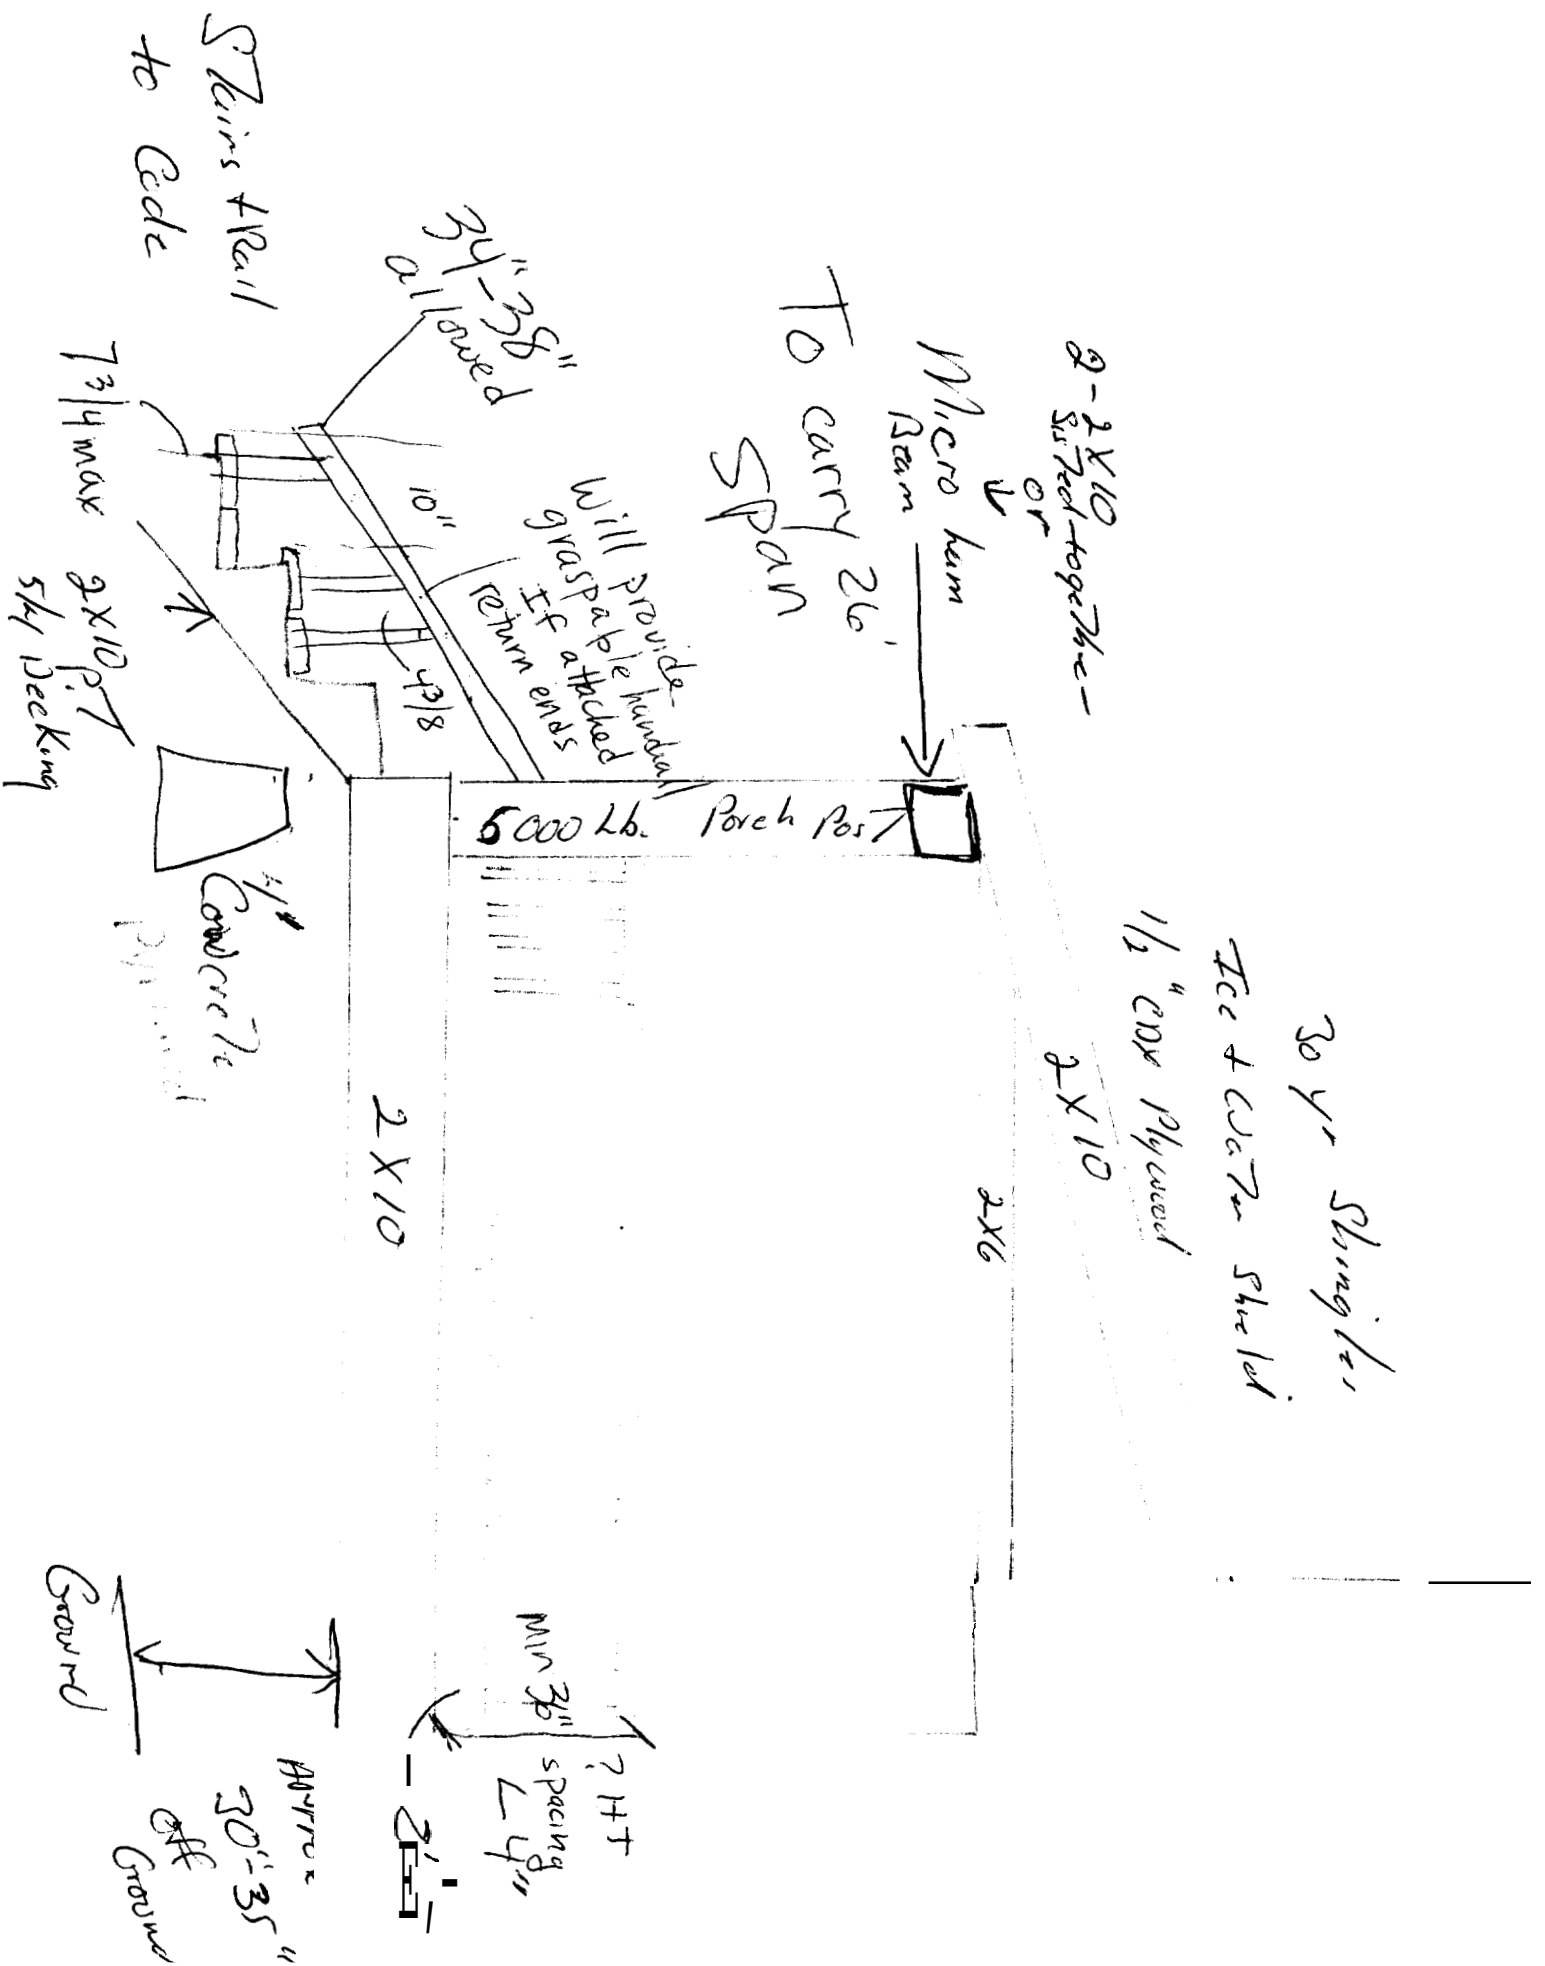 30 yr Shingles
Ice + Water Shield
1/2" CDX Plywood
2X10
2X6
2-2X10
Sisted together
or
Micro lam
Beam
To carry 26'
Span
5000 Lb. Porch Post
34"-38"
allowed
Will provide
graspable handrail
If attached
return ends
10"
4 3/8
Stairs + Rail
to Code
7 3/4 max
2X10 P.T
5/4 Decking
Concrete
2X10
? HT
Min 36"
spacing
L 4"
Approx
30"-35"
off
Ground
Ground